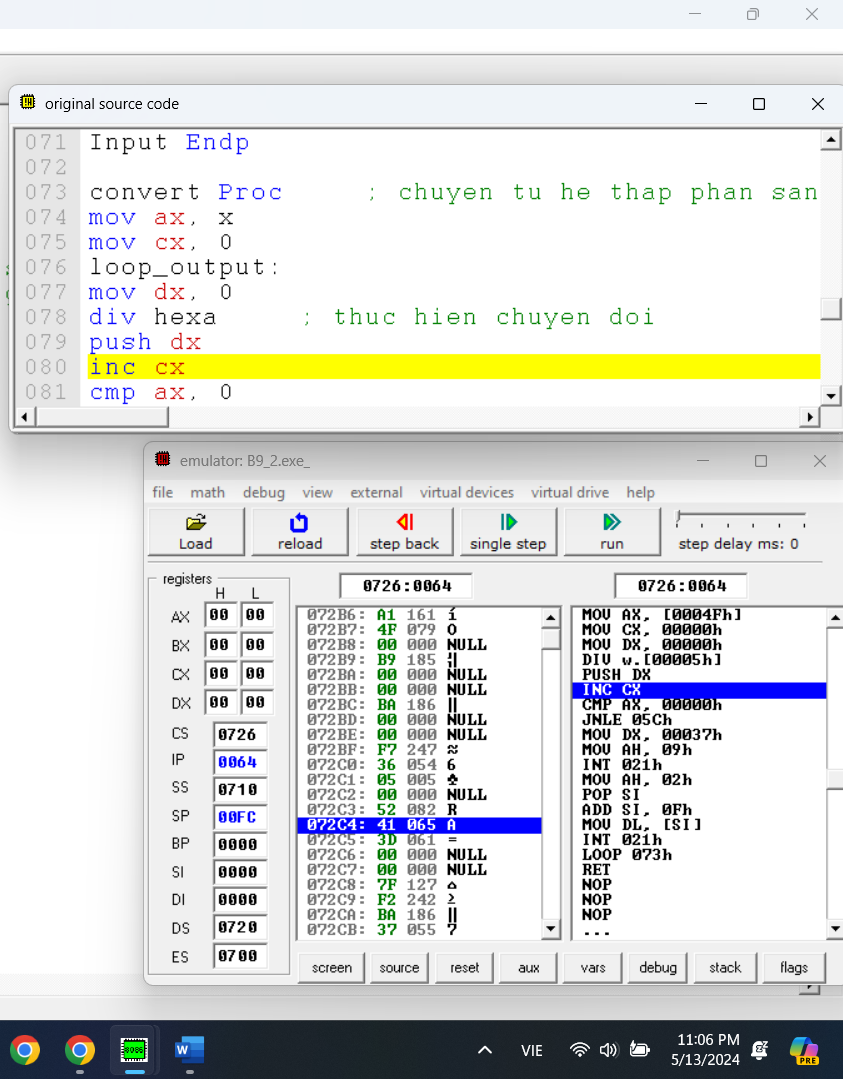 original source code
071 Input Endp
072
073 convert Proc ; chuyen tu he thap phan san
074 mov ax, x
075 mov cx, 0
076 loop_output:
077 mov dx, 0
078 div hexa ; thuc hien chuyen doi
079 push dx
080 inc cx
081 cmp ax, 0
emulator: B9_2.exe_
file math debug view external virtual devices virtual drive help
Load reload step back single step run step delay ms: 0
registers
H L
AX 00 00
BX 00 00
CX 00 00
DX 00 00
CS 0726
IP 0064
SS 0710
SP 00FC
BP 0000
SI 0000
DI 0000
DS 0720
ES 0700
0726:0064
072B6: A1 161 í
072B7: 4F 079 O
072B8: 00 000 NULL
072B9: B9 185 ╣
072BA: 00 000 NULL
072BB: 00 000 NULL
072BC: BA 186 ║
072BD: 00 000 NULL
072BE: 00 000 NULL
072BF: F7 247 ≈
072C0: 36 054 6
072C1: 05 005 ♣
072C2: 00 000 NULL
072C3: 52 082 R
072C4: 41 065 A
072C5: 3D 061 =
072C6: 00 000 NULL
072C7: 00 000 NULL
072C8: 7F 127 ⌂
072C9: F2 242 ≥
072CA: BA 186 ║
072CB: 37 055 7
0726:0064
MOV AX, [0004Fh]
MOV CX, 00000h
MOV DX, 00000h
DIV w.[00005h]
PUSH DX
INC CX
CMP AX, 00000h
JNLE 05Ch
MOV DX, 00037h
MOV AH, 09h
INT 021h
MOV AH, 02h
POP SI
ADD SI, 0Fh
MOV DL, [SI]
INT 021h
LOOP 073h
RET
NOP
NOP
NOP
...
screen source reset aux vars debug stack flags
8086
W
VIE
11:06 PM
5/13/2024
PRE